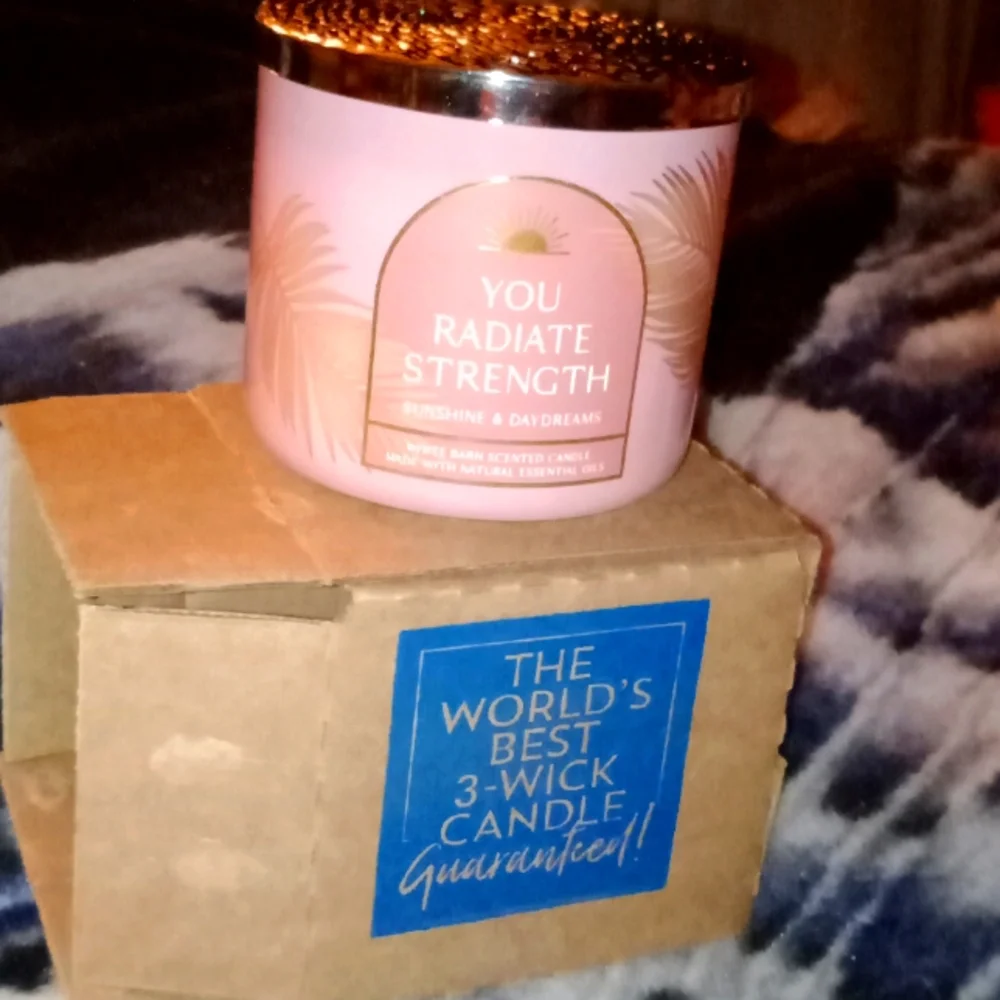 YOU
RADIATE
STRENGTH
SUNSHINE & DAYDREAMS
WHITE BARN SCENTED CANDLE
MADE WITH NATURAL ESSENTIAL OILS
THE
WORLD'S
BEST
3-WICK
CANDLE
Guaranteed!